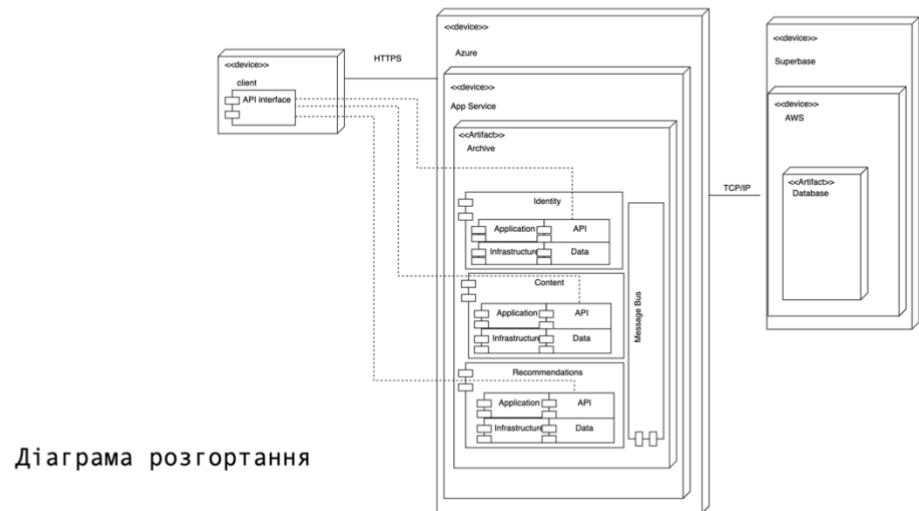 <<device>>
client
API interface
HTTPS
<<device>>
Azure
<<device>>
App Service
<<Artifact>>
Archive
Identity
Application
API
Infrastructure
Data
Content
Application
API
Infrastructure
Data
Recommendations
Application
API
Infrastructure
Data
Message Bus
TCP/IP
<<device>>
Superbase
<<device>>
AWS
<<Artifact>>
Database
Діаграма розгортання